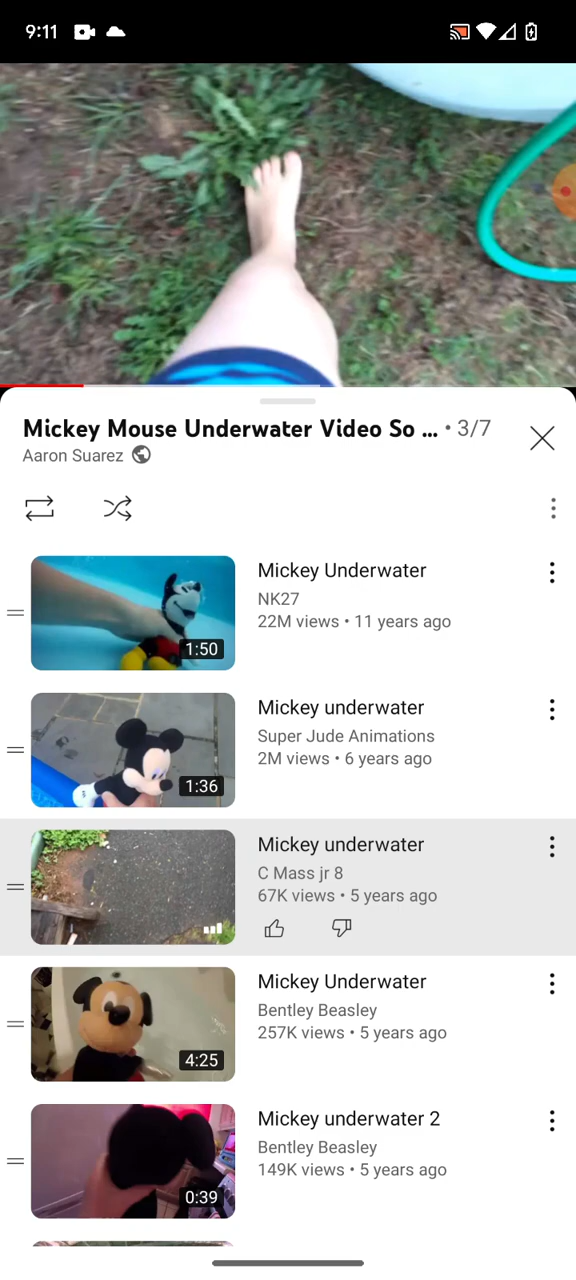 9:11
Mickey Mouse Underwater Video So ... • 3/7
Aaron Suarez
Mickey Underwater
NK27
22M views • 11 years ago
1:50
Mickey underwater
Super Jude Animations
2M views • 6 years ago
1:36
Mickey underwater
C Mass jr 8
67K views • 5 years ago
Mickey Underwater
Bentley Beasley
257K views • 5 years ago
4:25
Mickey underwater 2
Bentley Beasley
149K views • 5 years ago
0:39